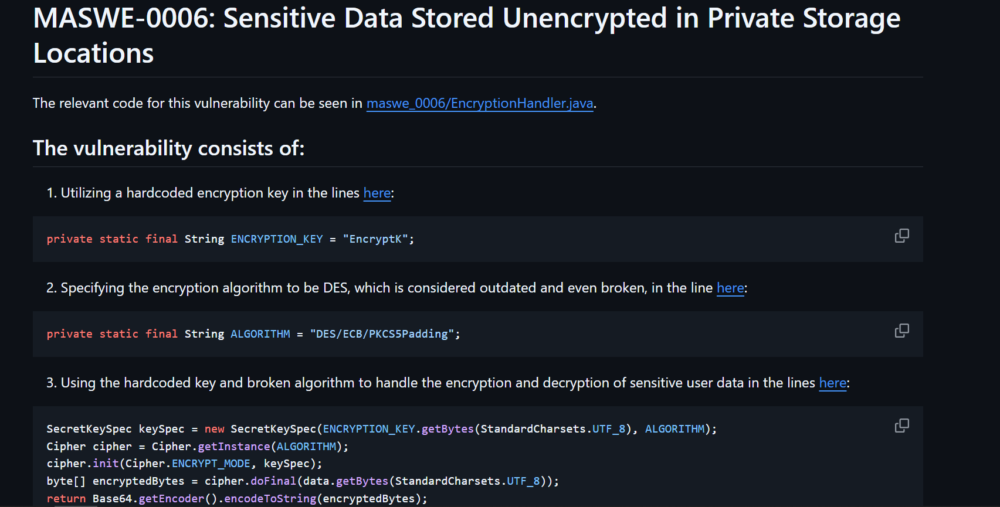 MASWE-0006: Sensitive Data Stored Unencrypted in Private Storage
Locations
The relevant code for this vulnerability can be seen in maswe_0006/EncryptionHandler.java.
The vulnerability consists of:
1. Utilizing a hardcoded encryption key in the lines here:
private static final String ENCRYPTION_KEY = "EncryptK";
2. Specifying the encryption algorithm to be DES, which is considered outdated and even broken, in the line here:
private static final String ALGORITHM = "DES/ECB/PKCS5Padding";
3. Using the hardcoded key and broken algorithm to handle the encryption and decryption of sensitive user data in the lines here:
SecretKeySpec keySpec = new SecretKeySpec(ENCRYPTION_KEY.getBytes(StandardCharsets.UTF_8), ALGORITHM);
Cipher cipher = Cipher.getInstance(ALGORITHM);
cipher.init(Cipher.ENCRYPT_MODE, keySpec);
byte[] encryptedBytes = cipher.doFinal(data.getBytes(StandardCharsets.UTF_8));
return Base64.getEncoder().encodeToString(encryptedBytes);